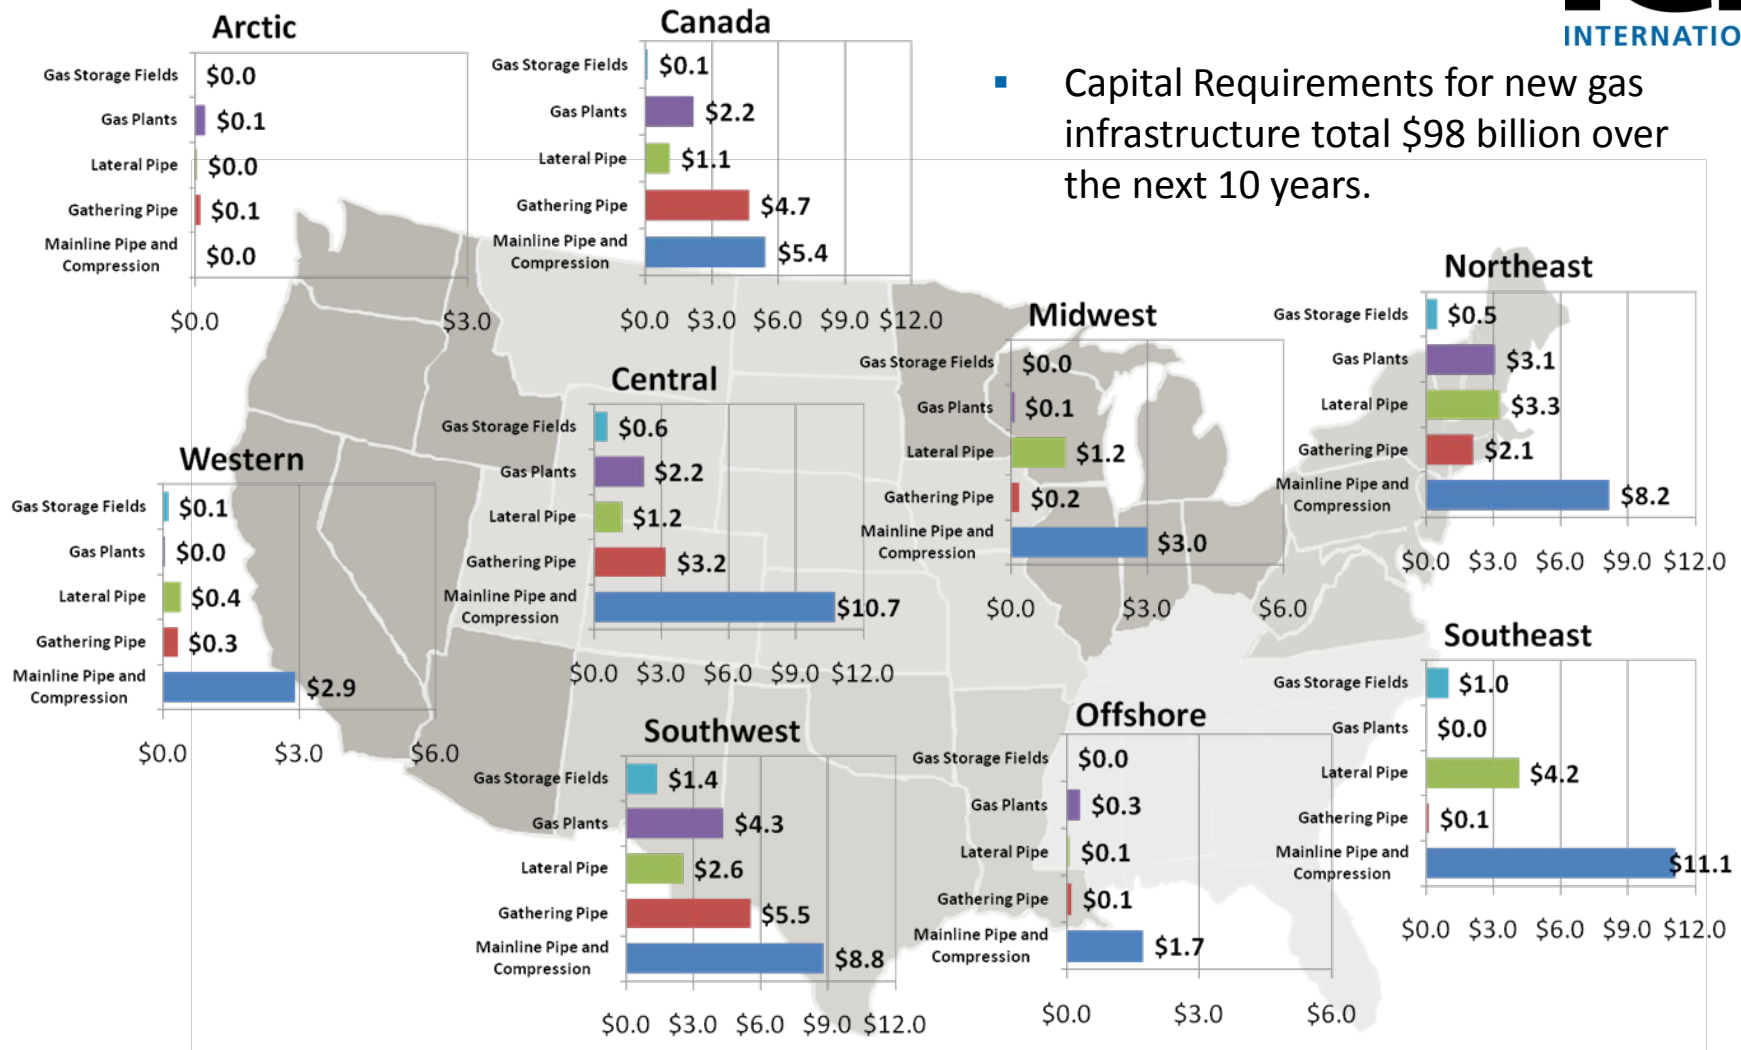 INTERNATIO
▪ Capital Requirements for new gas
infrastructure total $98 billion over
the next 10 years.
Arctic
Gas Storage Fields $0.0
Gas Plants $0.1
Lateral Pipe $0.0
Gathering Pipe $0.1
Mainline Pipe and
Compression $0.0
$0.0 $3.0
Canada
Gas Storage Fields $0.1
Gas Plants $2.2
Lateral Pipe $1.1
Gathering Pipe $4.7
Mainline Pipe and
Compression $5.4
$0.0 $3.0 $6.0 $9.0 $12.0
Northeast
Gas Storage Fields $0.5
Gas Plants $3.1
Lateral Pipe $3.3
Gathering Pipe $2.1
Mainline Pipe and
Compression $8.2
$0.0 $3.0 $6.0 $9.0 $12.0
Midwest
Gas Storage Fields $0.0
Gas Plants $0.1
Lateral Pipe $1.2
Gathering Pipe $0.2
Mainline Pipe and
Compression $3.0
$0.0 $3.0 $6.0
Central
Gas Storage Fields $0.6
Gas Plants $2.2
Lateral Pipe $1.2
Gathering Pipe $3.2
Mainline Pipe and
Compression $10.7
$0.0 $3.0 $6.0 $9.0 $12.0
Western
Gas Storage Fields $0.1
Gas Plants $0.0
Lateral Pipe $0.4
Gathering Pipe $0.3
Mainline Pipe and
Compression $2.9
$0.0 $3.0 $6.0
Southeast
Gas Storage Fields $1.0
Gas Plants $0.0
Lateral Pipe $4.2
Gathering Pipe $0.1
Mainline Pipe and
Compression $11.1
$0.0 $3.0 $6.0 $9.0 $12.0
Offshore
Gas Storage Fields $0.0
Gas Plants $0.3
Lateral Pipe $0.1
Gathering Pipe $0.1
Mainline Pipe and
Compression $1.7
$0.0 $3.0 $6.0
Southwest
Gas Storage Fields $1.4
Gas Plants $4.3
Lateral Pipe $2.6
Gathering Pipe $5.5
Mainline Pipe and
Compression $8.8
$0.0 $3.0 $6.0 $9.0 $12.0